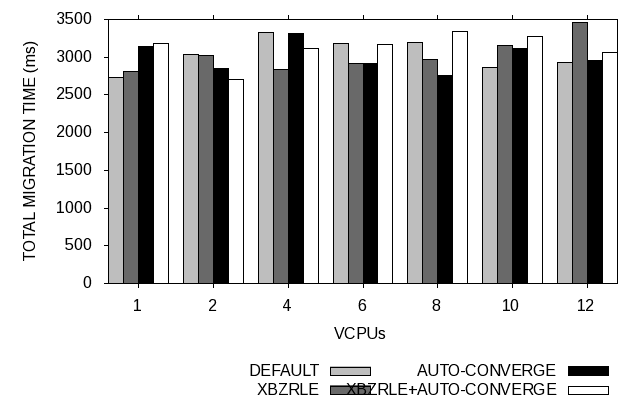 3500
3000
2500
2000
1500
1000
500
0
TOTAL MIGRATION TIME (ms)
1 2 4 6 8 10 12
VCPUs
DEFAULT AUTO-CONVERGE
XBZRLE XBZRLE+AUTO-CONVERGE